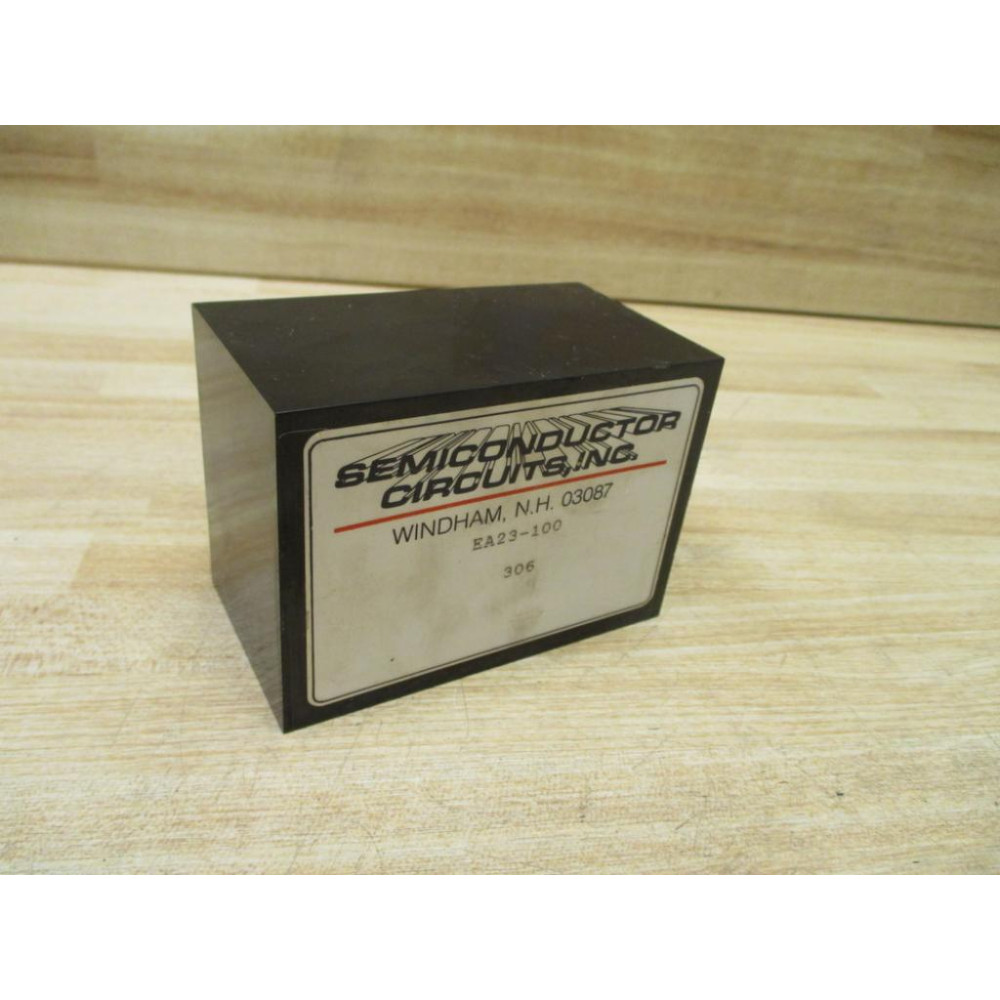 SEMICONDUCTOR
CIRCUITS, INC.
WINDHAM, N.H. 03087
EA23-100
306